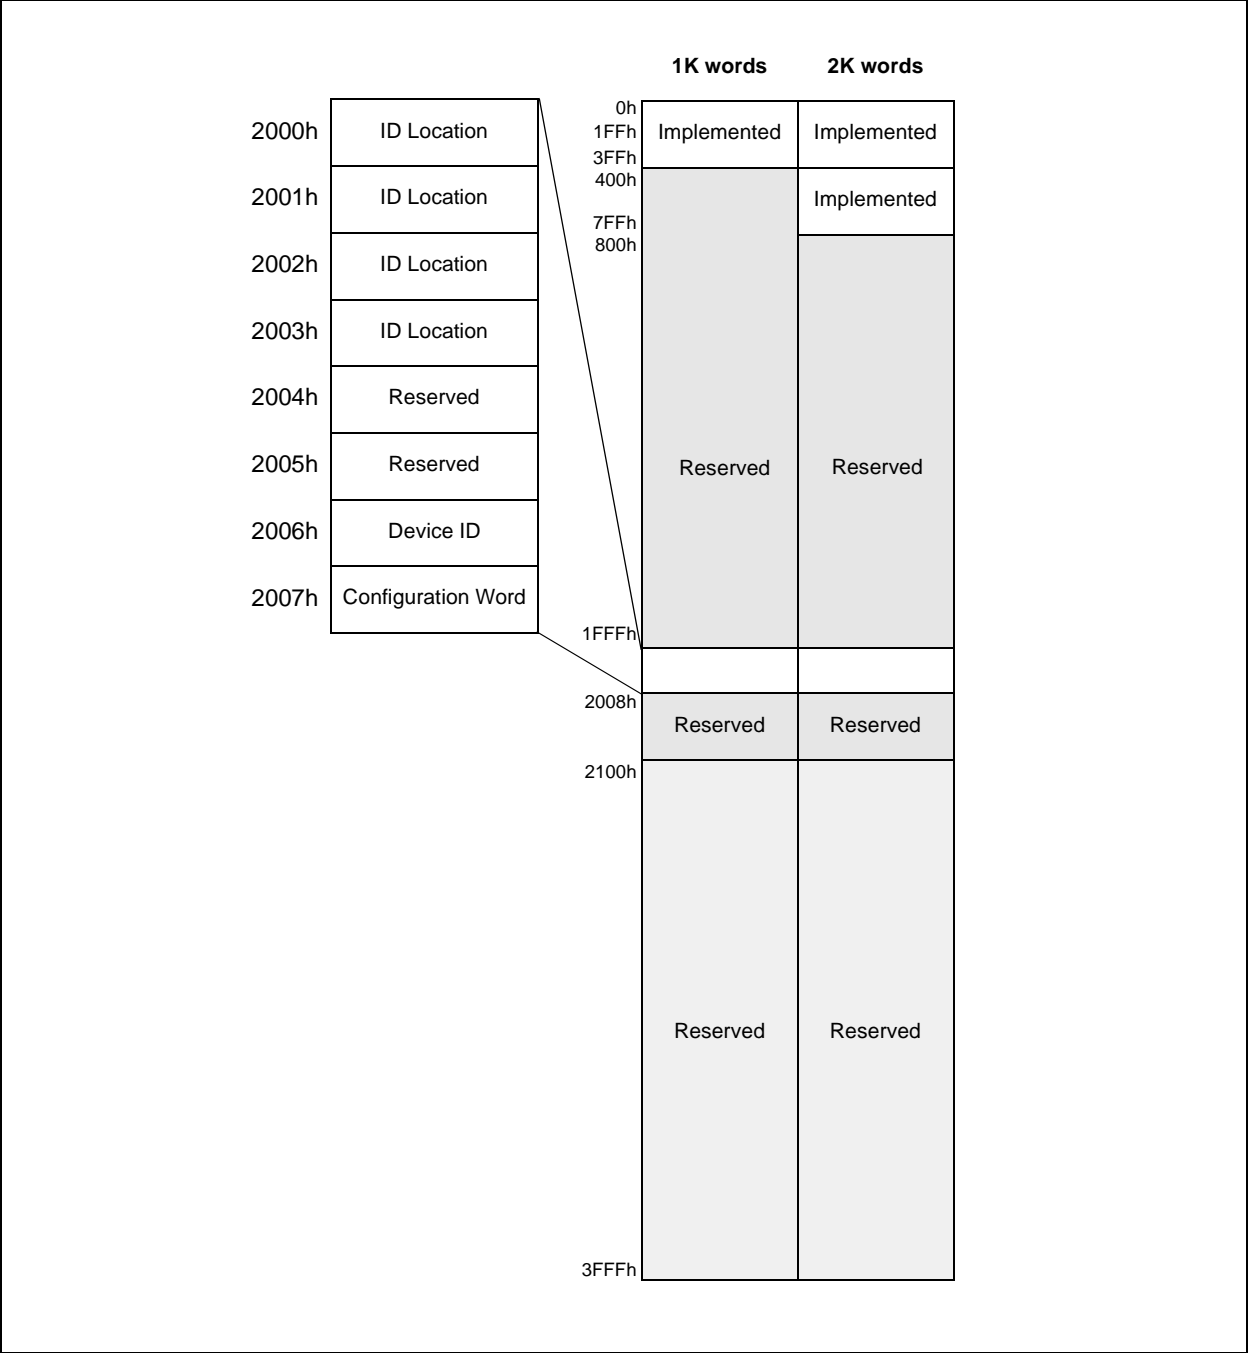 1K words 2K words
2000h ID Location
2001h ID Location
2002h ID Location
2003h ID Location
2004h Reserved
2005h Reserved
2006h Device ID
2007h Configuration Word
0h
1FFh Implemented Implemented
3FFh
400h
Implemented
7FFh
800h
Reserved Reserved
1FFFh
2008h
Reserved Reserved
2100h
Reserved Reserved
3FFFh